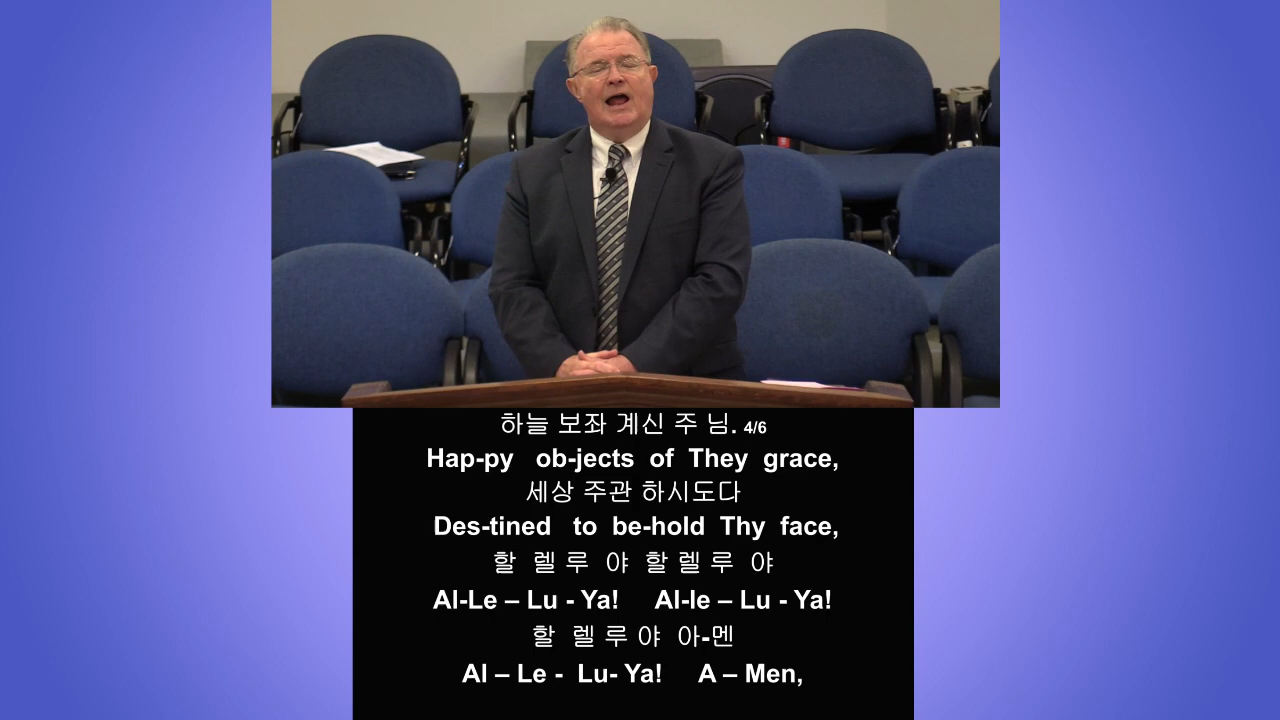 하늘 보좌 계신 주 님. 4/6
Hap-py ob-jects of They grace,
세상 주관 하시도다
Des-tined to be-hold Thy face,
할 렐 루 야 할 렐 루 야
Al-Le – Lu - Ya! Al-le – Lu - Ya!
할 렐 루 야 아-멘
Al – Le - Lu- Ya! A – Men,